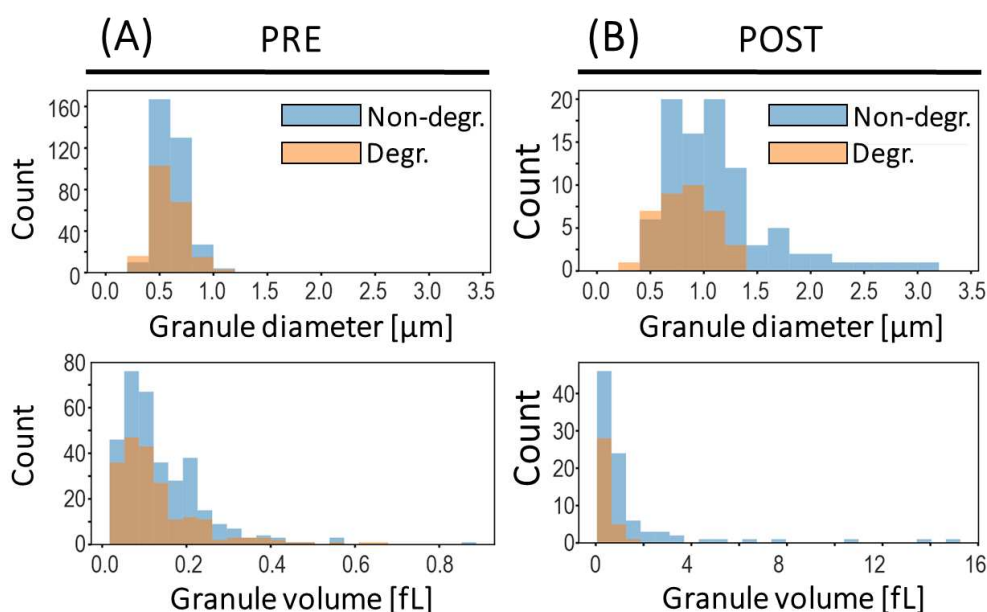 (A) PRE
160
120
80
40
0
Count
Non-degr.
Degr.
0.0 0.5 1.0 1.5 2.0 2.5 3.0 3.5
Granule diameter [µm]
(B) POST
20
15
10
5
0
Count
Non-degr.
Degr.
0.0 0.5 1.0 1.5 2.0 2.5 3.0 3.5
Granule diameter [µm]
80
60
40
20
0
Count
0.0 0.2 0.4 0.6 0.8
Granule volume [fL]
40
30
20
10
0
Count
0 4 8 12 16
Granule volume [fL]